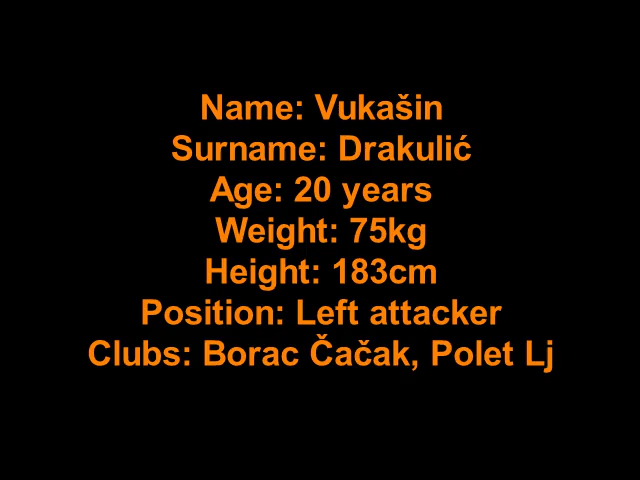 Name: Vukašin
Surname: Drakulić
Age: 20 years
Weight: 75kg
Height: 183cm
Position: Left attacker
Clubs: Borac Čačak, Polet Lj